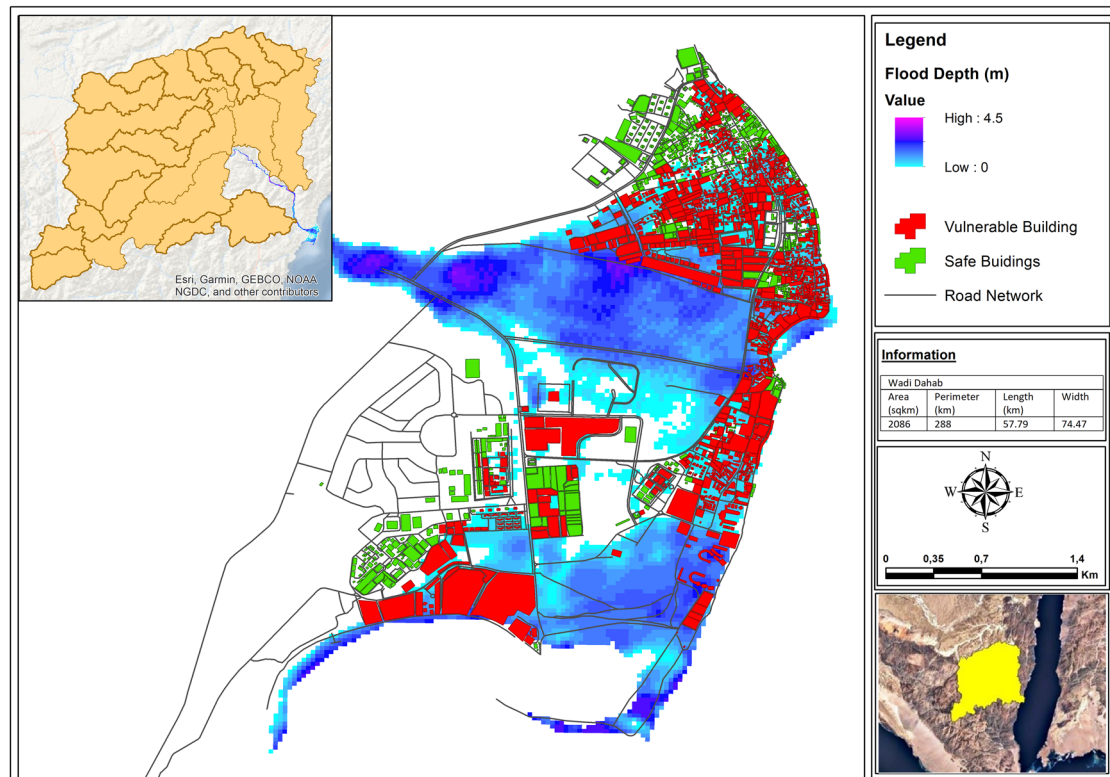 Esri, Garmin, GEBCO, NOAA
NGDC, and other contributors
Legend
Flood Depth (m)
Value
High : 4.5
Low : 0
Vulnerable Building
Safe Buidings
Road Network
Information
Wadi Dahab
Area (sqkm) Perimeter (km) Length (km) Width
2086 288 57.79 74.47
N
W E
S
0 0,35 0,7 1,4
Km